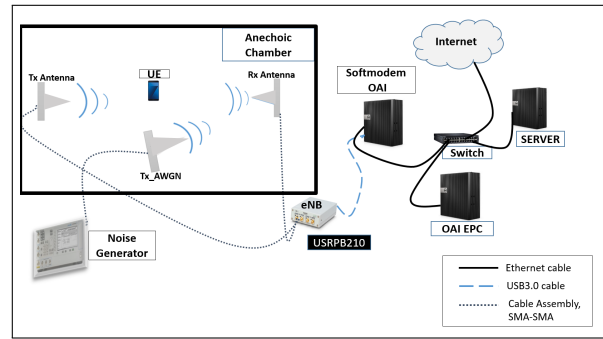 Anechoic
Chamber
Internet
Tx Antenna
UE
Rx Antenna
Softmodem
OAI
Switch
SERVER
Tx_AWGN
eNB
OAI EPC
Noise
Generator
USRPB210
Ethernet cable
USB3.0 cable
Cable Assembly,
SMA-SMA